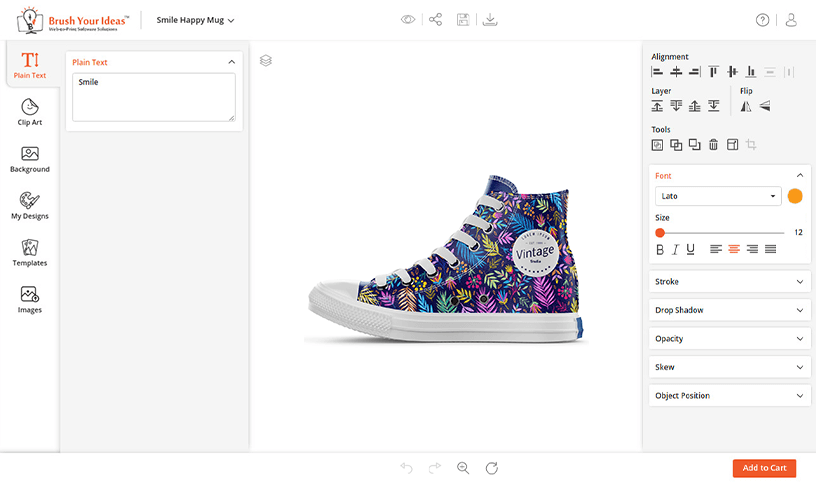 Brush Your Ideas™
Web-to-Print Software Solutions
Smile Happy Mug
Plain Text
Clip Art
Background
My Designs
Templates
Images
Plain Text
Smile
LOREM IPSUM
Vintage
Studio
Alignment
Layer
Flip
Tools
Font
Lato
Size
12
B I U
Stroke
Drop Shadow
Opacity
Skew
Object Position
Add to Cart